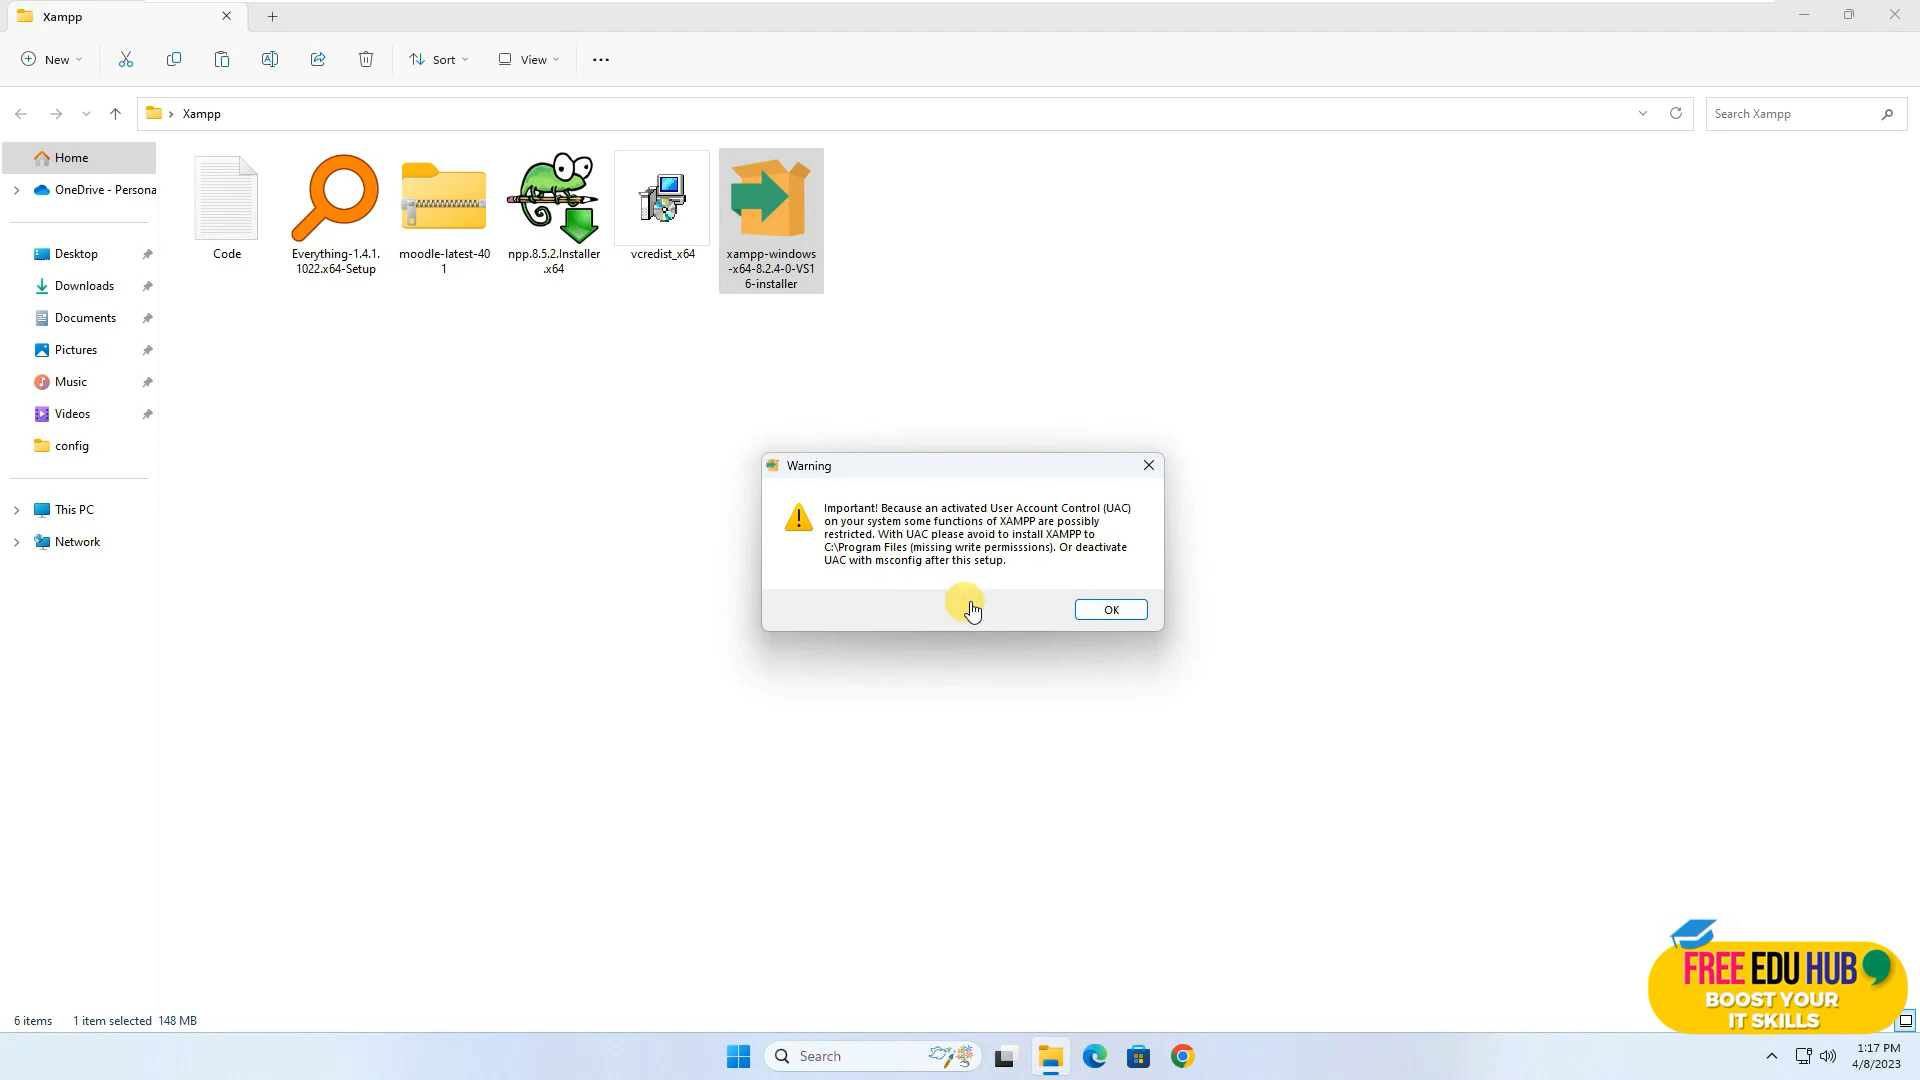 Xampp
New
Sort
View
Xampp
Search Xampp
Home
OneDrive - Persona
Desktop
Downloads
Documents
Pictures
Music
Videos
config
This PC
Network
Code
Everything-1.4.1.
1022.x64-Setup
moodle-latest-40
1
npp.8.5.2.Installer
.x64
vcredist_x64
xampp-windows
-x64-8.2.4-0-VS1
6-installer
Warning
Important! Because an activated User Account Control (UAC)
on your system some functions of XAMPP are possibly
restricted. With UAC please avoid to install XAMPP to
C:\Program Files (missing write permisssions). Or deactivate
UAC with msconfig after this setup.
OK
FREE EDU HUB
BOOST YOUR
IT SKILLS
6 items
1 item selected 148 MB
Search
1:17 PM
4/8/2023